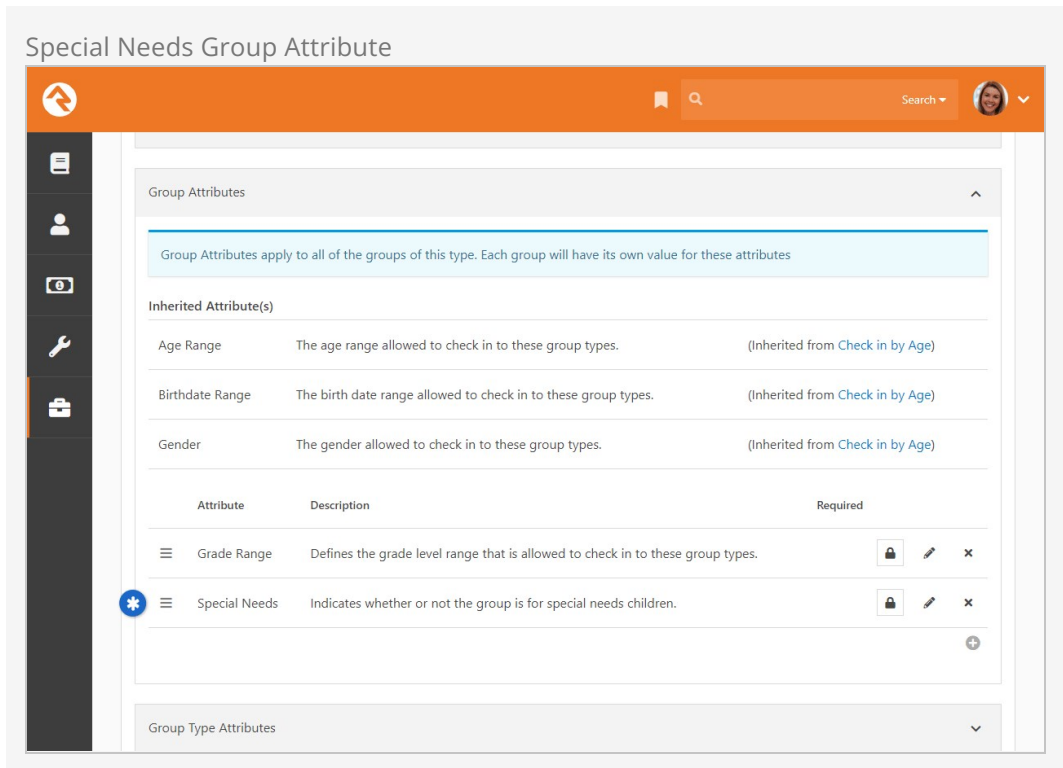 Special Needs Group Attribute
Search
Group Attributes
Group Attributes apply to all of the groups of this type. Each group will have its own value for these attributes
Inherited Attribute(s)
Age Range The age range allowed to check in to these group types. (Inherited from Check in by Age)
Birthdate Range The birth date range allowed to check in to these group types. (Inherited from Check in by Age)
Gender The gender allowed to check in to these group types. (Inherited from Check in by Age)
Attribute Description Required
Grade Range Defines the grade level range that is allowed to check in to these group types.
Special Needs Indicates whether or not the group is for special needs children.
Group Type Attributes